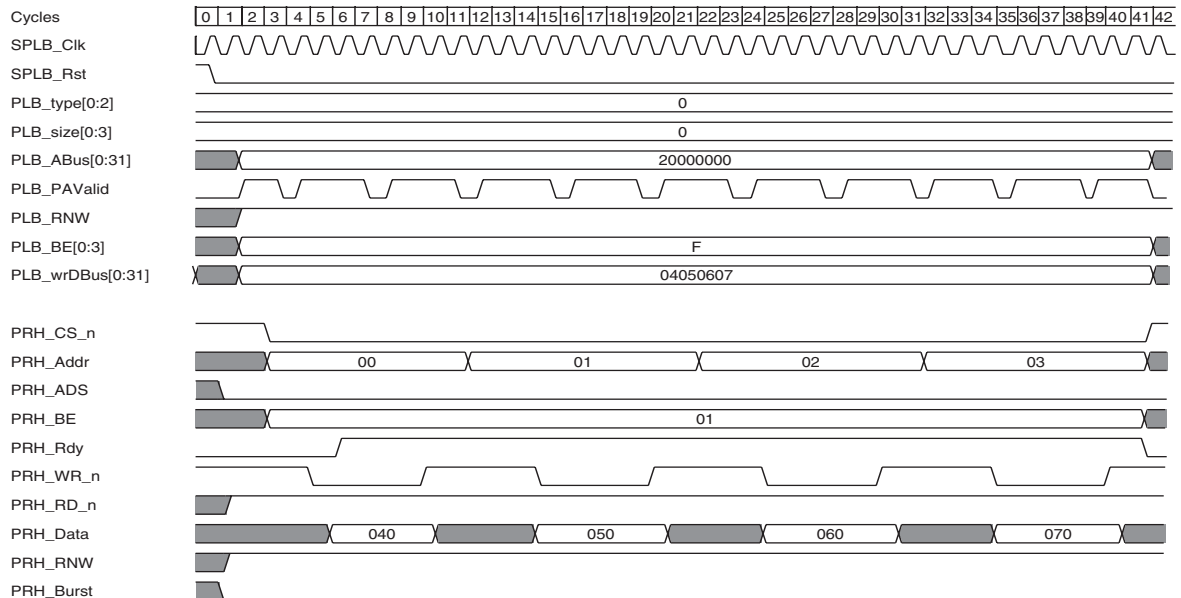 Cycles 0 1 2 3 4 5 6 7 8 9 10 11 12 13 14 15 16 17 18 19 20 21 22 23 24 25 26 27 28 29 30 31 32 33 34 35 36 37 38 39 40 41 42
SPLB_Clk
SPLB_Rst
PLB_type[0:2] 0
PLB_size[0:3] 0
PLB_ABus[0:31] 20000000
PLB_PAValid
PLB_RNW
PLB_BE[0:3] F
PLB_wrDBus[0:31] 04050607
PRH_CS_n
PRH_Addr 00 01 02 03
PRH_ADS
PRH_BE 01
PRH_Rdy
PRH_WR_n
PRH_RD_n
PRH_Data 040 050 060 070
PRH_RNW
PRH_Burst